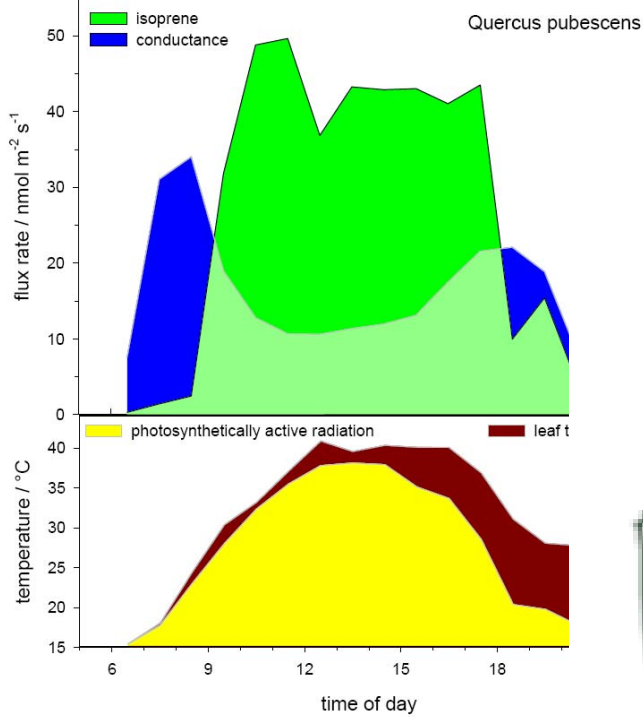 isoprene
conductance
Quercus pubescens
50
40
30
20
10
0
flux rate / nmol m⁻² s⁻¹
photosynthetically active radiation
leaf t
40
35
30
25
20
15
temperature / °C
6 9 12 15 18
time of day